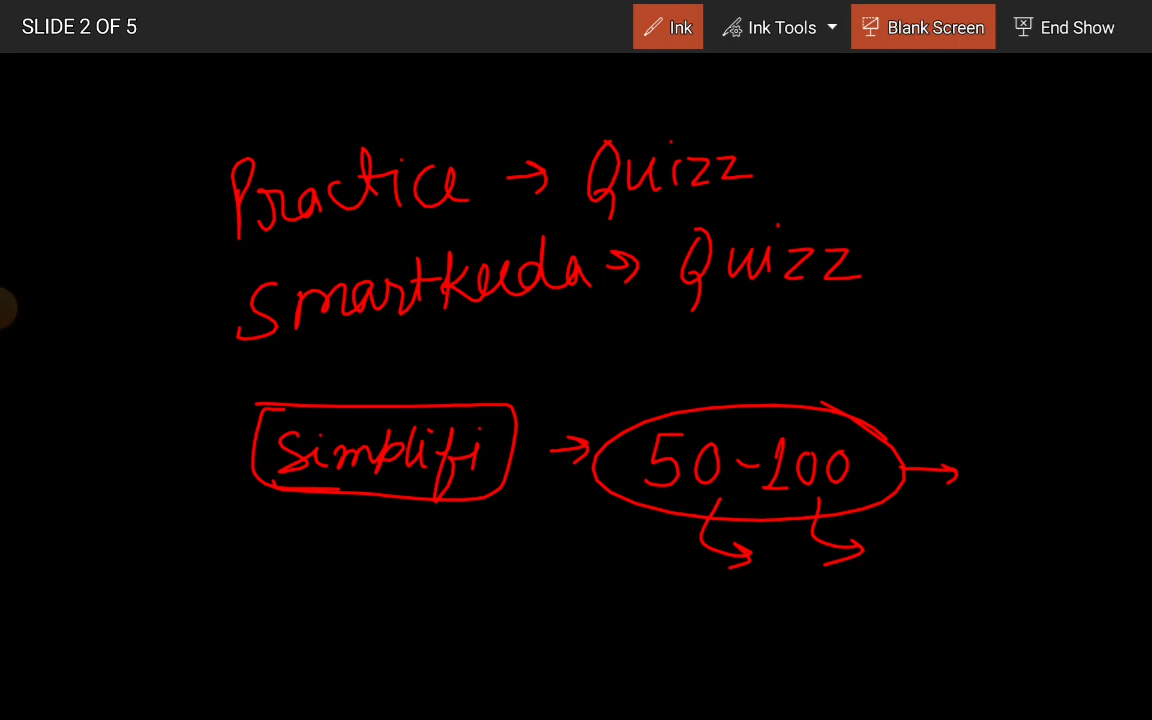 SLIDE 2 OF 5 Ink Ink Tools Blank Screen End Show
Practice → Quizz
Smartkeeda → Quizz
Simplifi → 50-100 →